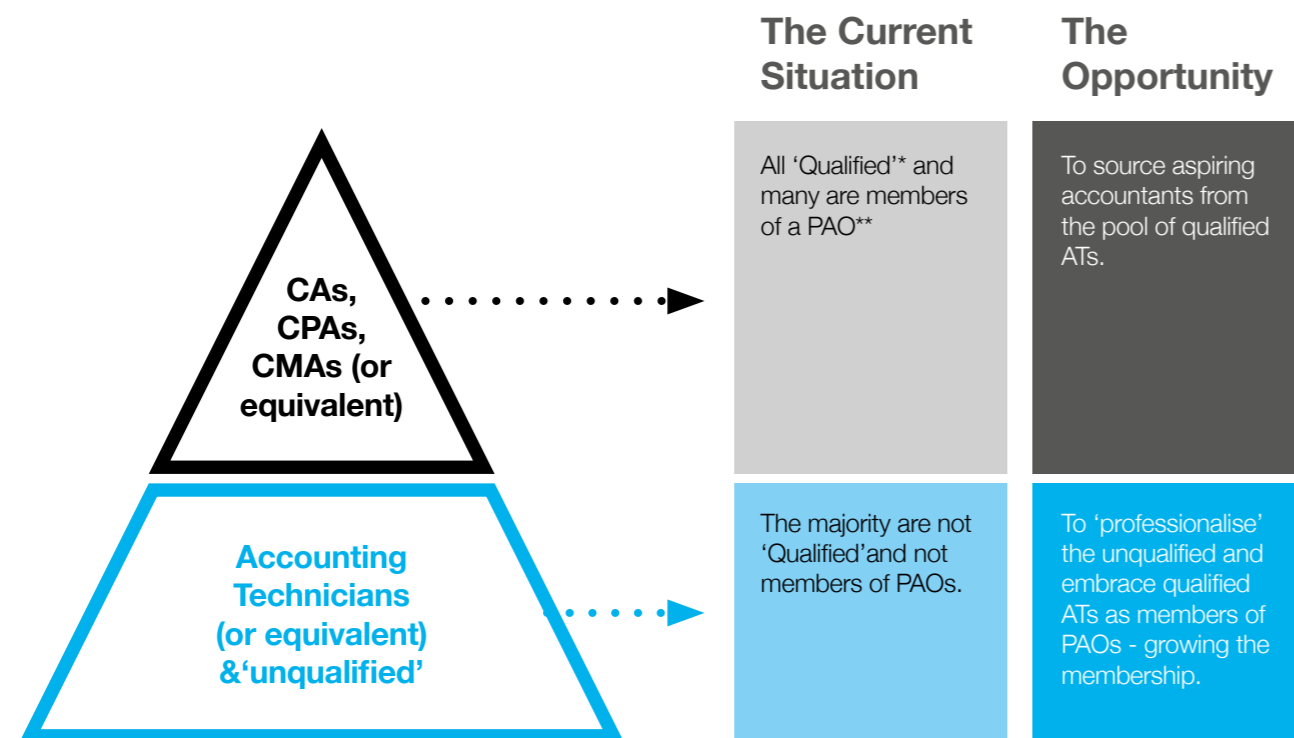 The Current
Situation
The
Opportunity
CAs,
CPAs,
CMAs (or
equivalent)
All ‘Qualified’* and
many are members
of a PAO**
To source aspiring
accountants from
the pool of qualified
ATs.
Accounting
Technicians
(or equivalent)
&‘unqualified’
The majority are not
‘Qualified’and not
members of PAOs.
To ‘professionalise’
the unqualified and
embrace qualified
ATs as members of
PAOs - growing the
membership.